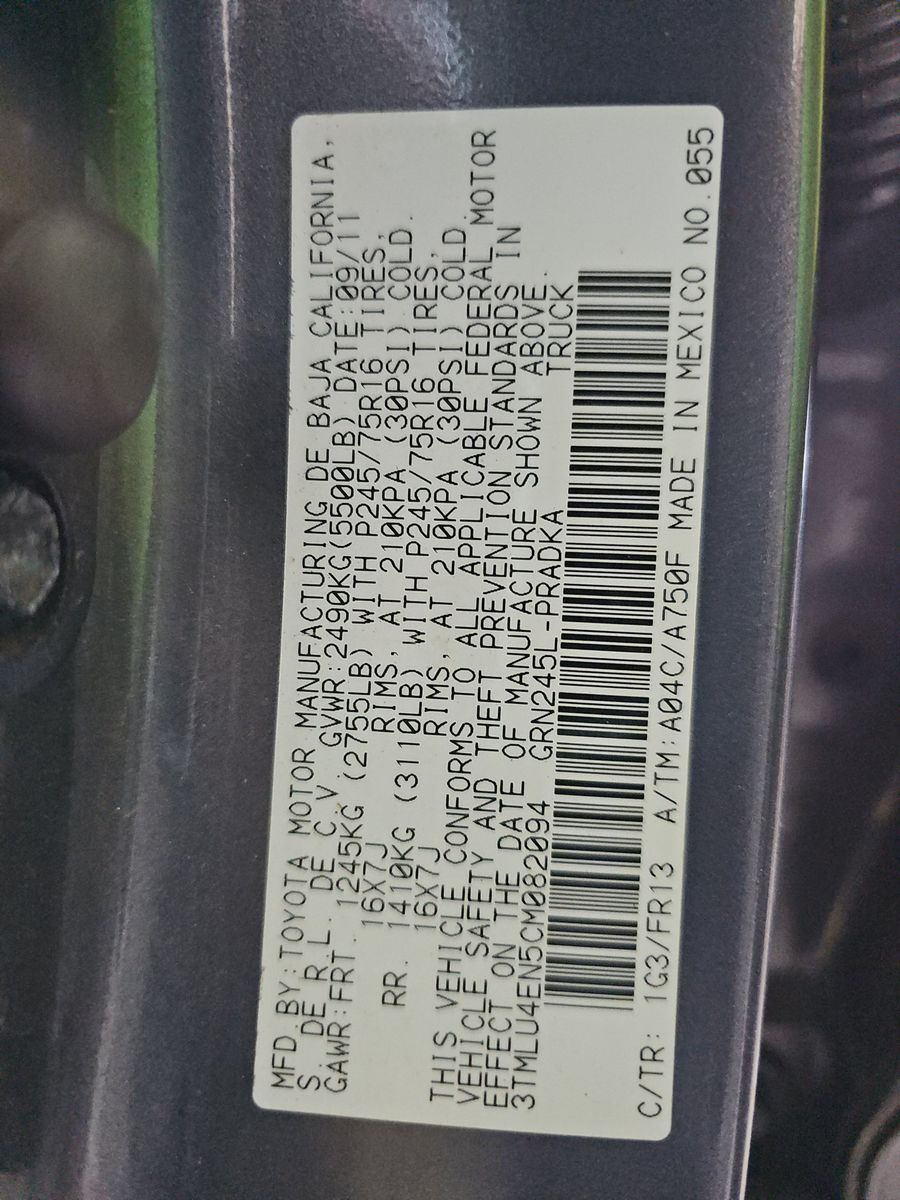 MFD.BY:TOYOTA MOTOR MANUFACTURING DE BAJA CALIFORNIA,
S. DE R.L. DE C.V. GVWR:2490KG(5500LB) DATE:09/11
GAWR:FRT. 1245KG (2755LB) WITH P245/75R16 TIRES,
16X7J RIMS, AT 210KPA (30PSI) COLD.
RR. 1410KG (3110LB) WITH P245/75R16 TIRES,
16X7J RIMS, AT 210KPA (30PSI) COLD.
THIS VEHICLE CONFORMS TO ALL APPLICABLE FEDERAL MOTOR
VEHICLE SAFETY AND THEFT PREVENTION STANDARDS IN
EFFECT ON THE DATE OF MANUFACTURE SHOWN ABOVE.
3TMLU4EN5CM082094 GRN245L-PRADKA TRUCK
C/TR: 1G3/FR13 A/TM:A04C/A750F MADE IN MEXICO NO.055